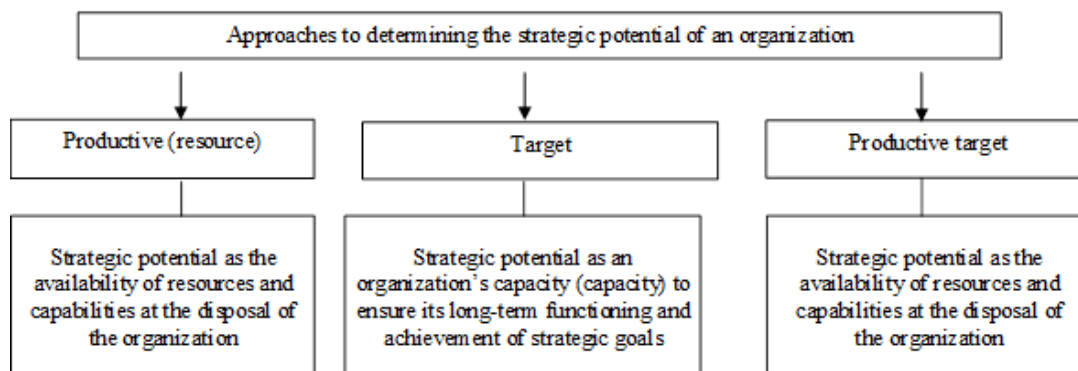 Approaches to determining the strategic potential of an organization
Productive (resource)
Target
Productive target
Strategic potential as the
availability of resources and
capabilities at the disposal of
the organization
Strategic potential as an
organization's capacity (capacity) to
ensure its long-term functioning and
achievement of strategic goals
Strategic potential as the
availability of resources and
capabilities at the disposal of
the organization